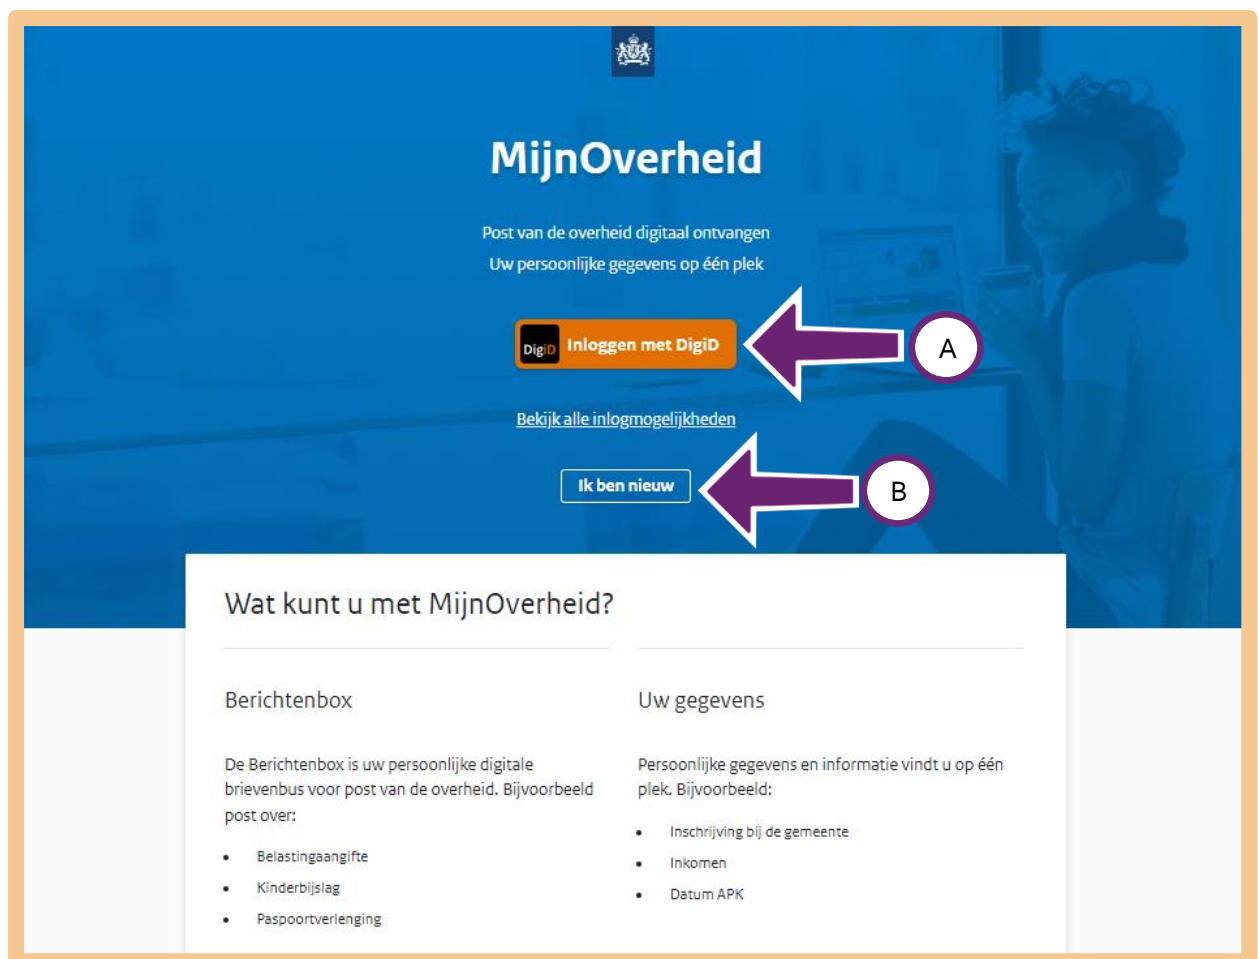 MijnOverheid
Post van de overheid digitaal ontvangen
Uw persoonlijke gegevens op één plek
DigiD Inloggen met DigiD
A
Bekijk alle inlogmogelijkheden
Ik ben nieuw
B
Wat kunt u met MijnOverheid?
Berichtenbox
De Berichtenbox is uw persoonlijke digitale
brievenbus voor post van de overheid. Bijvoorbeeld
post over:
• Belastingaangifte
• Kinderbijslag
• Paspoortverlenging
Uw gegevens
Persoonlijke gegevens en informatie vindt u op één
plek. Bijvoorbeeld:
• Inschrijving bij de gemeente
• Inkomen
• Datum APK